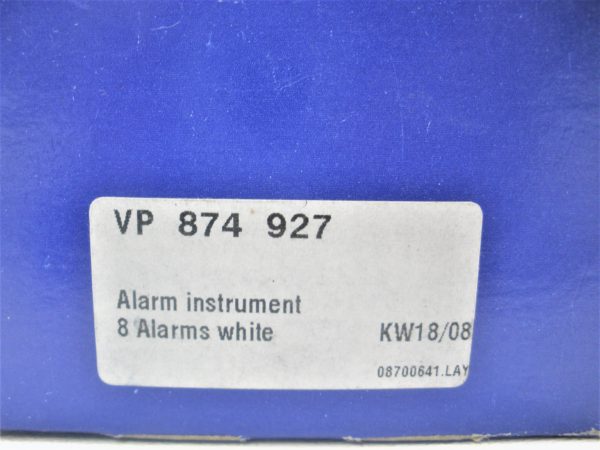 VP 874 927
Alarm instrument
8 Alarms white KW18/08
08700641.LAY